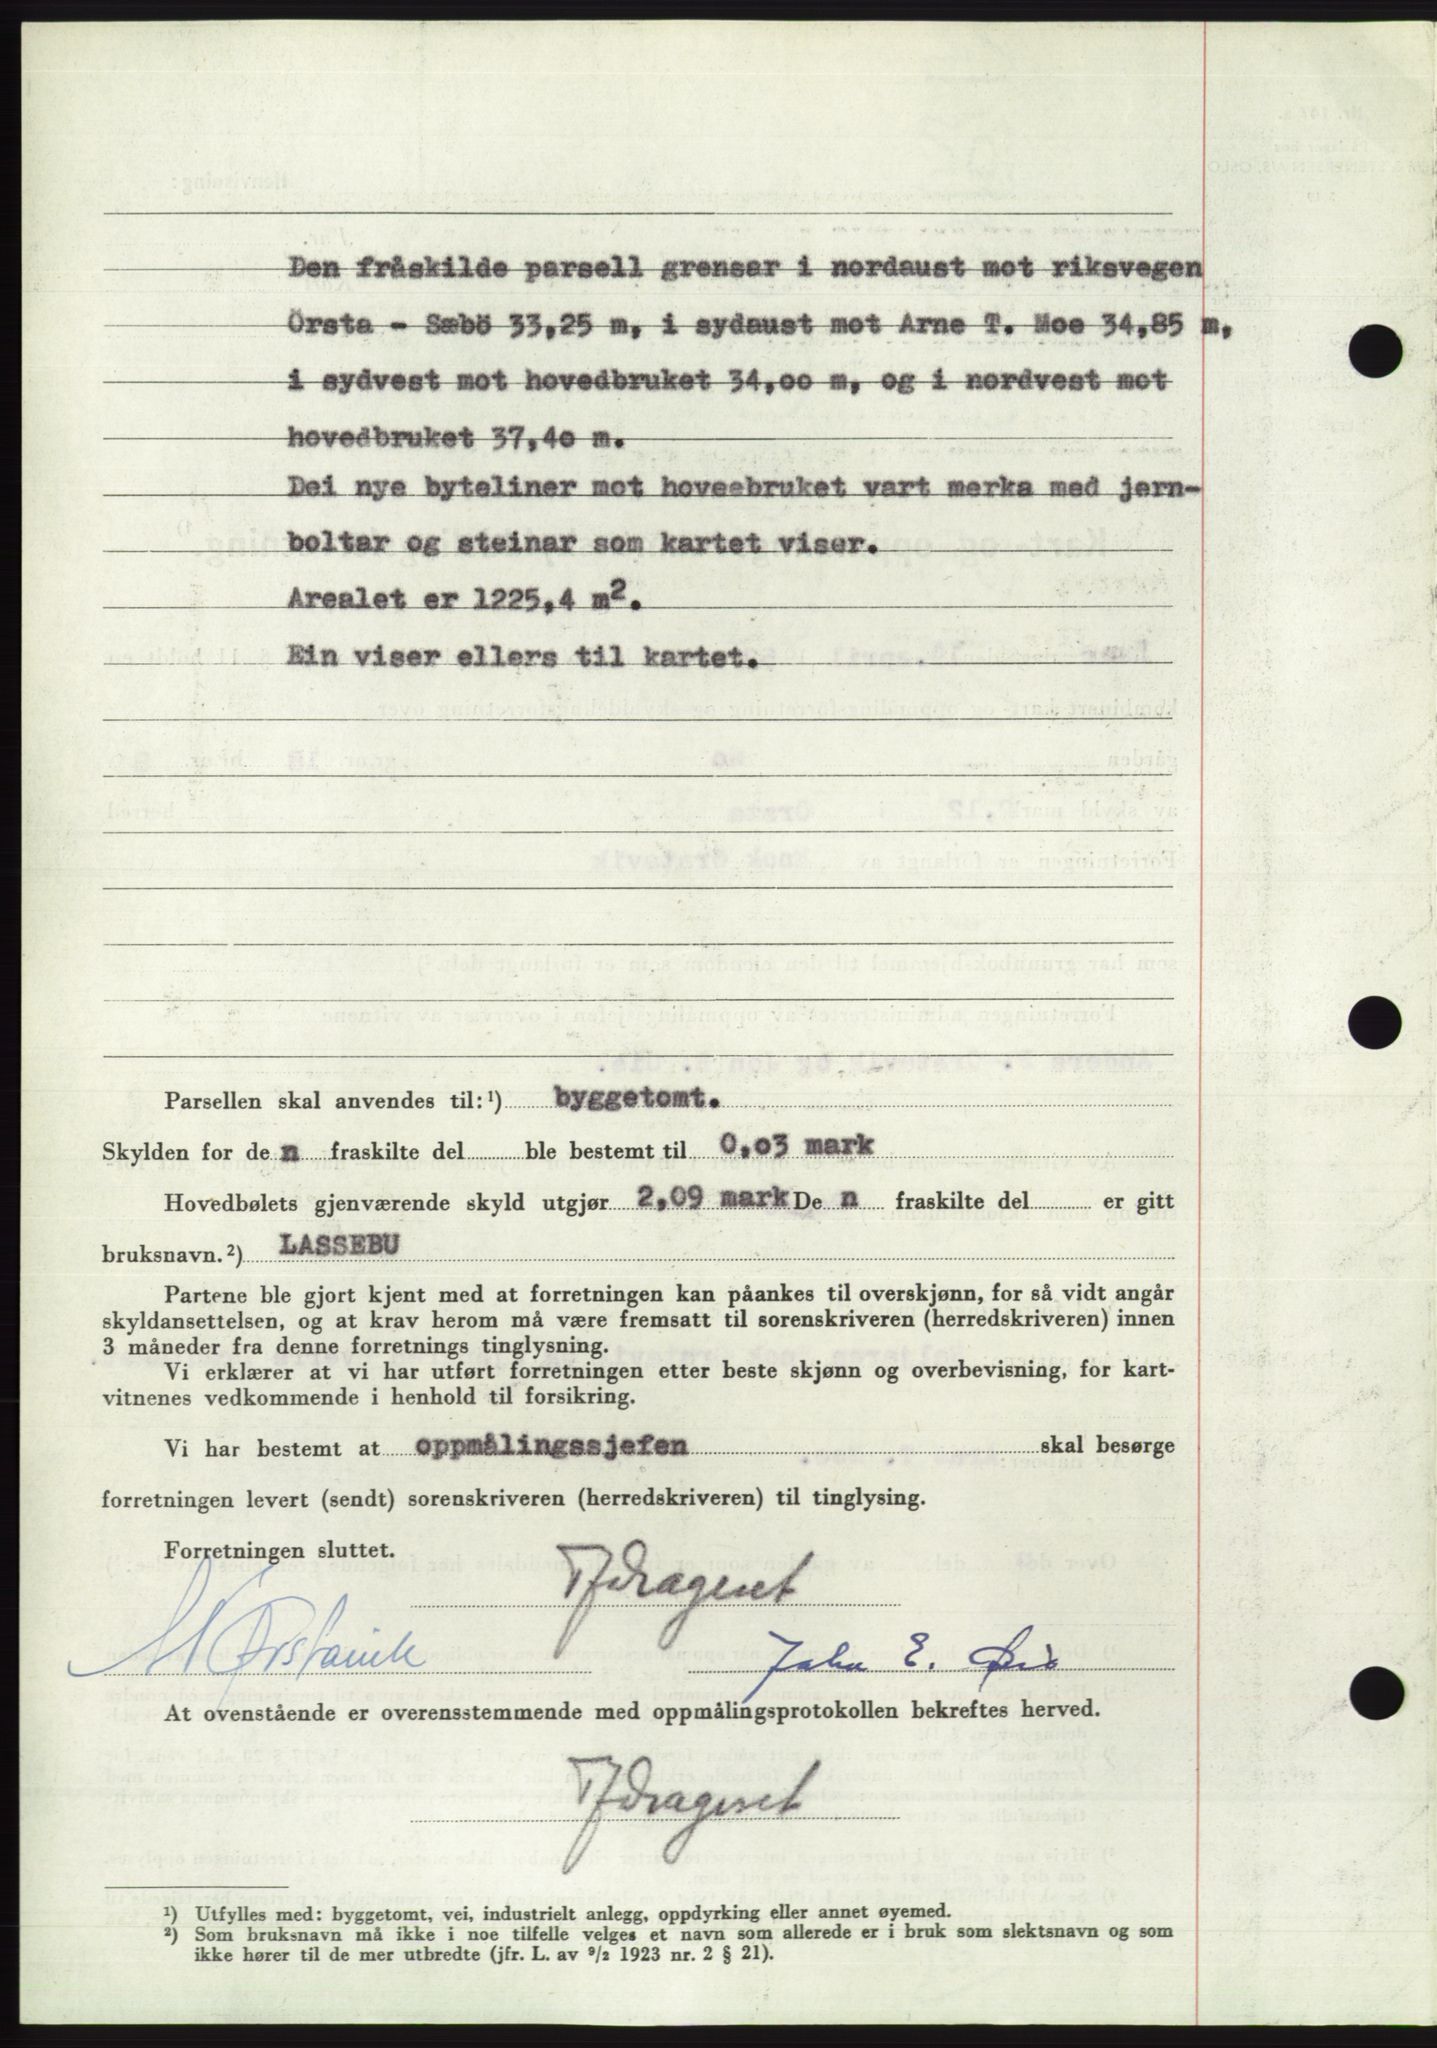 Den fråskilde parsell grensar i nordaust mot riksvegen
Örsta - Sæbö 33,25 m, i sydaust mot Arne T. Moe 34,85 m,
i sydvest mot hovedbruket 34,00 m, og i nordvest mot
hovedbruket 37,40 m.
Dei nye byteliner mot hoveebruket vart merka med jern-
boltar og steinar som kartet viser.
Arealet er 1225,4 m².
Ein viser ellers til kartet.
Parsellen skal anvendes til: ¹) byggetomt.
Skylden for den fraskilte del ble bestemt til 0,03 mark
Hovedbølets gjenværende skyld utgjør 2,09 mark De n fraskilte del er gitt
bruksnavn. ²) LASSEBU
Partene ble gjort kjent med at forretningen kan påankes til overskjønn, for så vidt angår
skyldansettelsen, og at krav herom må være fremsatt til sorenskriveren (herredskriveren) innen
3 måneder fra denne forretnings tinglysning.
Vi erklærer at vi har utført forretningen etter beste skjønn og overbevisning, for kart-
vitnenes vedkommende i henhold til forsikring.
Vi har bestemt at oppmålingssjefen skal besørge
forretningen levert (sendt) sorenskriveren (herredskriveren) til tinglysing.
Forretningen sluttet.
John E.
At ovenstående er overensstemmende med oppmålingsprotokollen bekreftes herved.
¹) Utfylles med: byggetomt, vei, industrielt anlegg, oppdyrking eller annet øyemed.
²) Som bruksnavn må ikke i noe tilfelle velges et navn som allerede er i bruk som slektsnavn og som
ikke hører til de mer utbredte (jfr. L. av ⁹/₂ 1923 nr. 2 § 21).